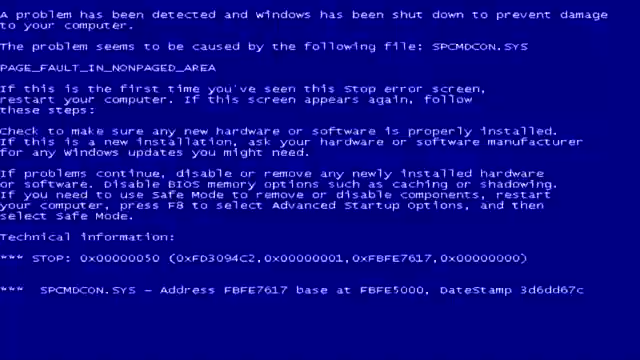 A problem has been detected and Windows has been shut down to prevent damage
to your computer.
The problem seems to be caused by the following file: SPCMDCON.SYS
PAGE_FAULT_IN_NONPAGED_AREA
If this is the first time you've seen this Stop error screen,
restart your computer. If this screen appears again, follow
these steps:
Check to make sure any new hardware or software is properly installed.
If this is a new installation, ask your hardware or software manufacturer
for any Windows updates you might need.
If problems continue, disable or remove any newly installed hardware
or software. Disable BIOS memory options such as caching or shadowing.
If you need to use Safe Mode to remove or disable components, restart
your computer, press F8 to select Advanced Startup Options, and then
select Safe Mode.
Technical information:
*** STOP: 0x00000050 (0xFD3094C2,0x00000001,0xFBFE7617,0x00000000)
*** SPCMDCON.SYS - Address FBFE7617 base at FBFE5000, DateStamp 3d6dd67c